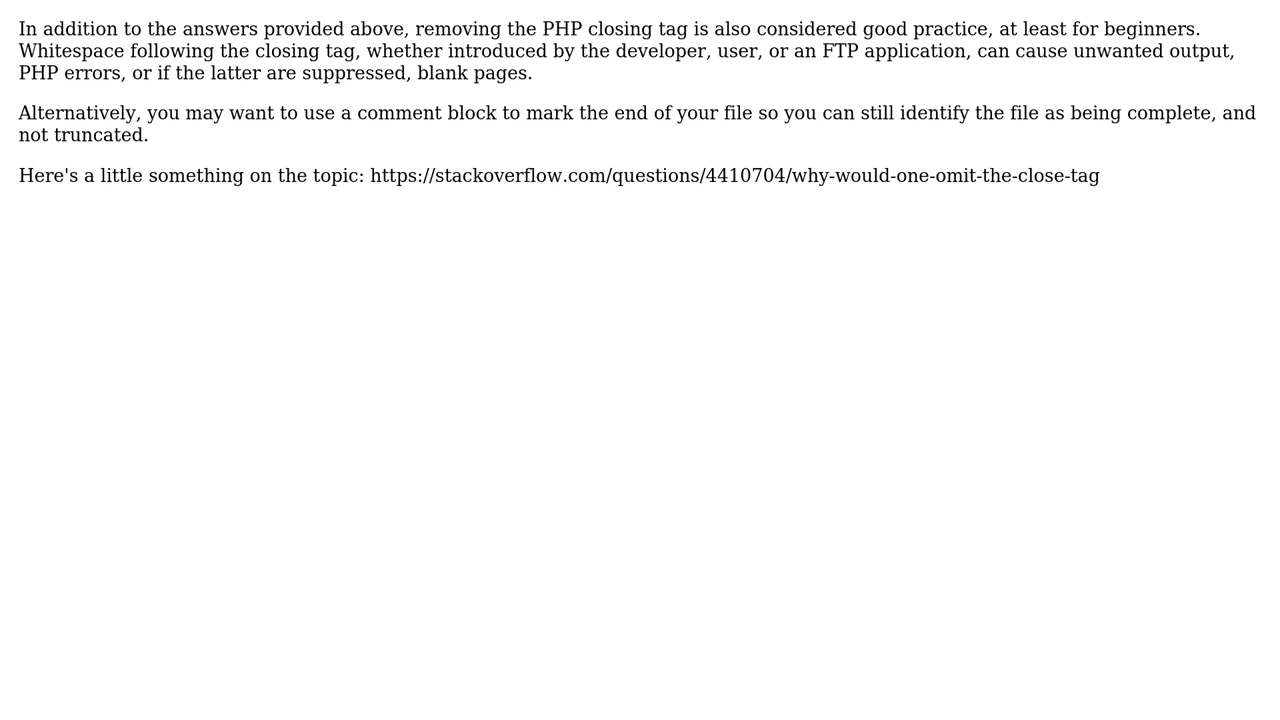 In addition to the answers provided above, removing the PHP closing tag is also considered good practice, at least for beginners.
Whitespace following the closing tag, whether introduced by the developer, user, or an FTP application, can cause unwanted output,
PHP errors, or if the latter are suppressed, blank pages.
Alternatively, you may want to use a comment block to mark the end of your file so you can still identify the file as being complete, and
not truncated.
Here's a little something on the topic: https://stackoverflow.com/questions/4410704/why-would-one-omit-the-close-tag